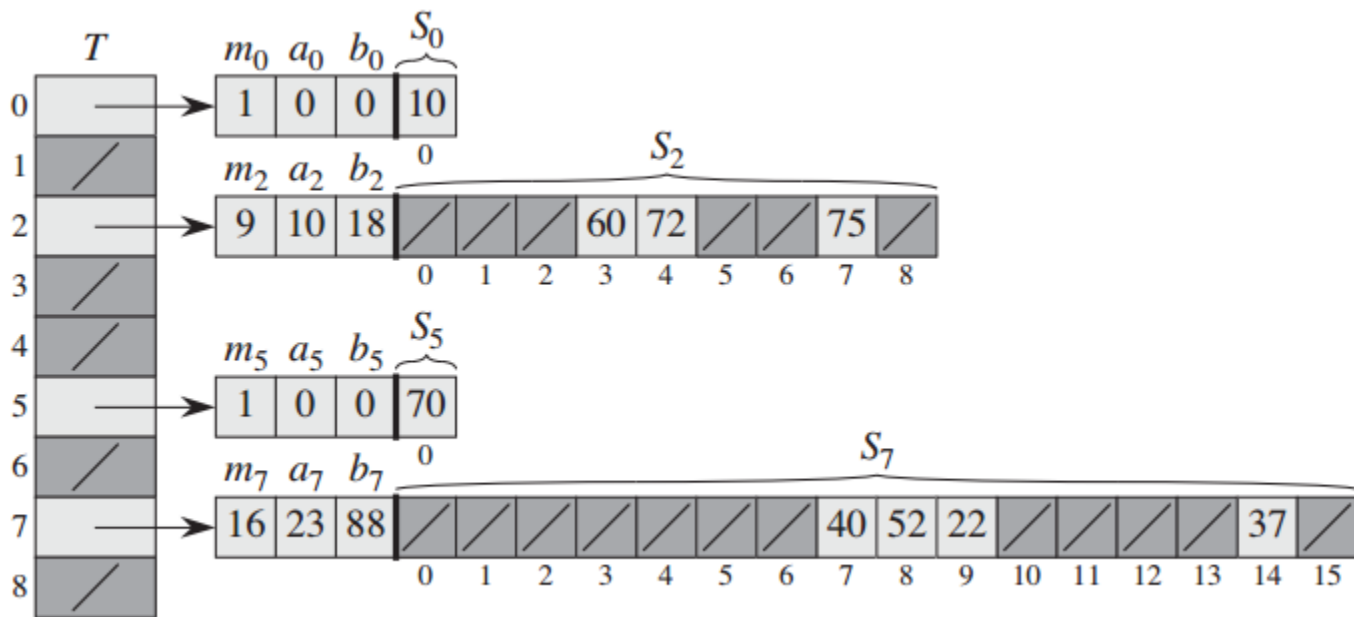 T
0
1
2
3
4
5
6
7
8
m₀ a₀ b₀ S₀
1 0 0 10
0
m₂ a₂ b₂ S₂
9 10 18 60 72 75
0 1 2 3 4 5 6 7 8
m₅ a₅ b₅ S₅
1 0 0 70
0
m₇ a₇ b₇ S₇
16 23 88 40 52 22 37
0 1 2 3 4 5 6 7 8 9 10 11 12 13 14 15